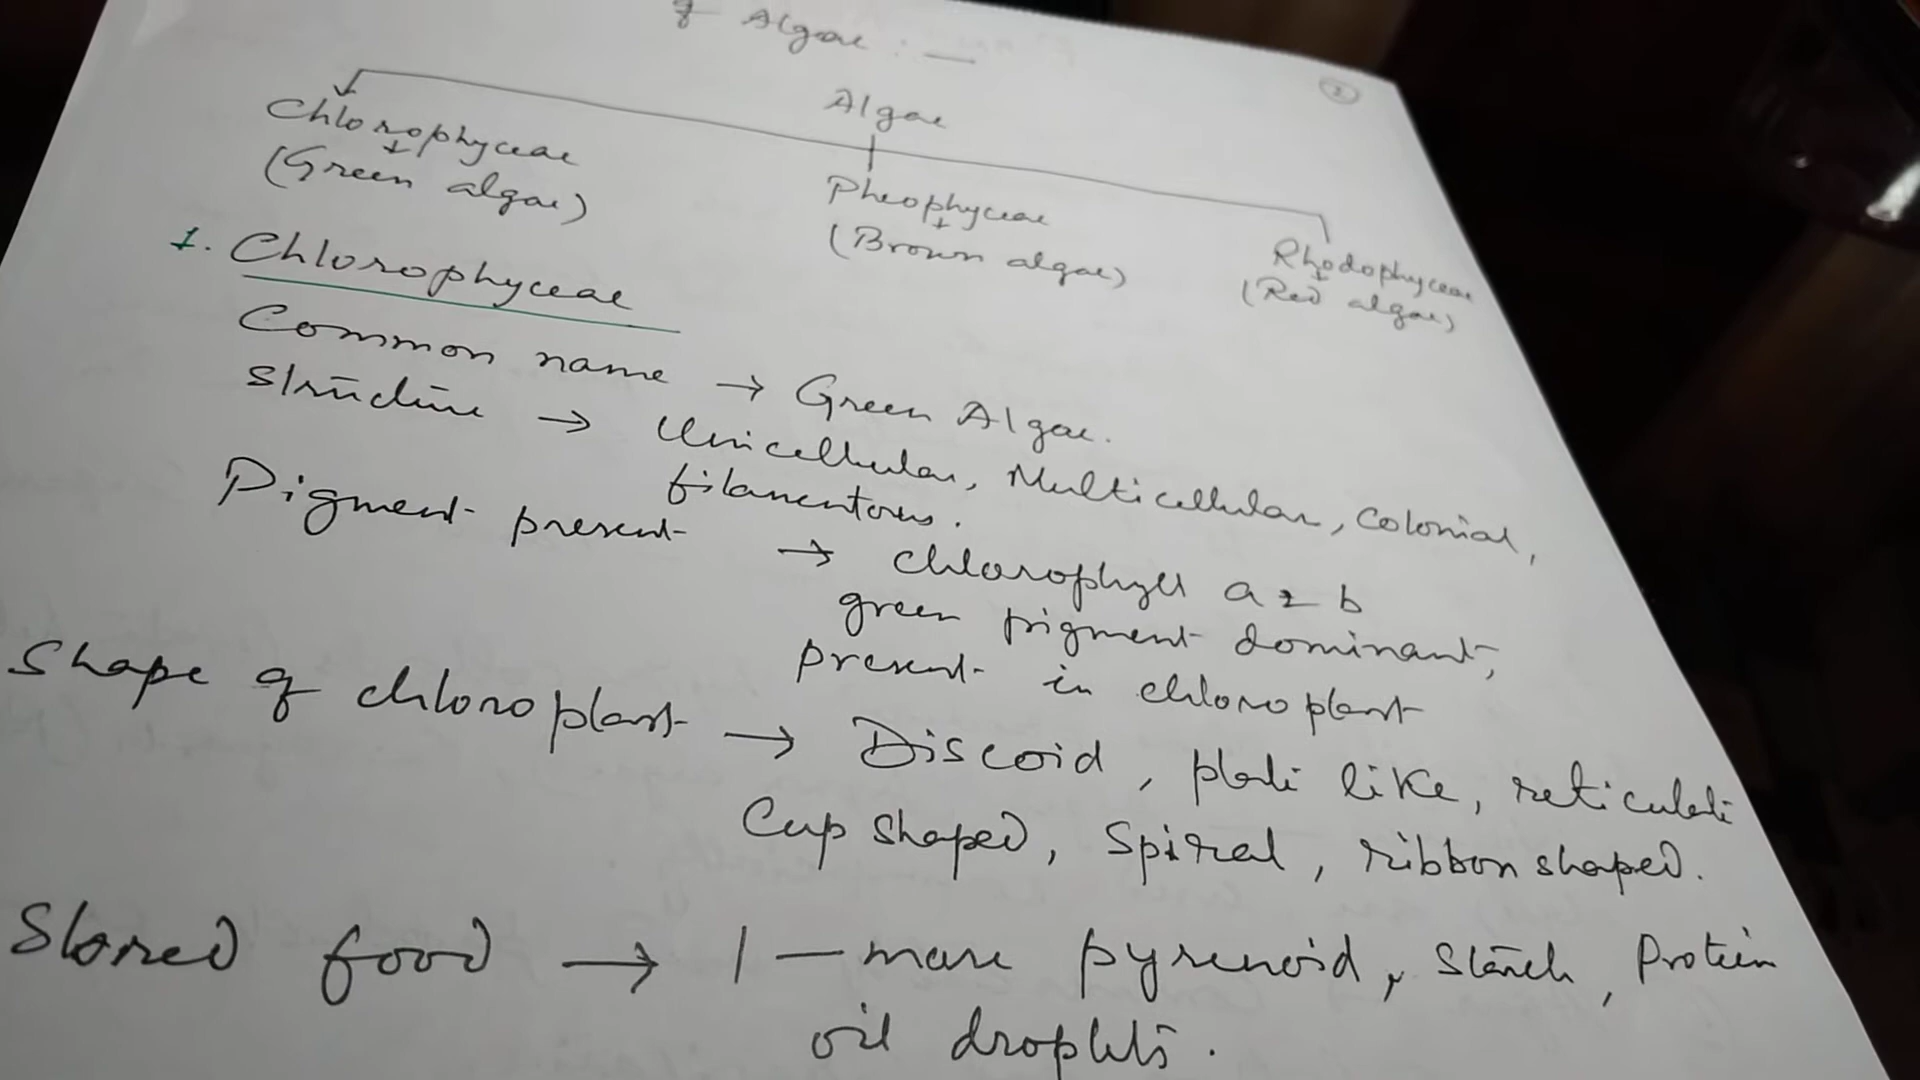 of Algae : —
2
Algae
Chlorophyceae
(Green algae)
Pheophyceae
(Brown algae)
Rhodophyceae
(Red algae)
1. Chlorophyceae
Common name → Green Algae.
Structure → Unicellular, Multicellular, Colonial,
filamentous.
Pigment present → chlorophyll a & b
green pigment dominant,
present in chloroplast
Shape of chloroplast → Discoid, plate like, reticulate
Cup shaped, Spiral, ribbon shaped.
Stored food → 1 – more pyrenoid, Starch, Protein
oil droplets.